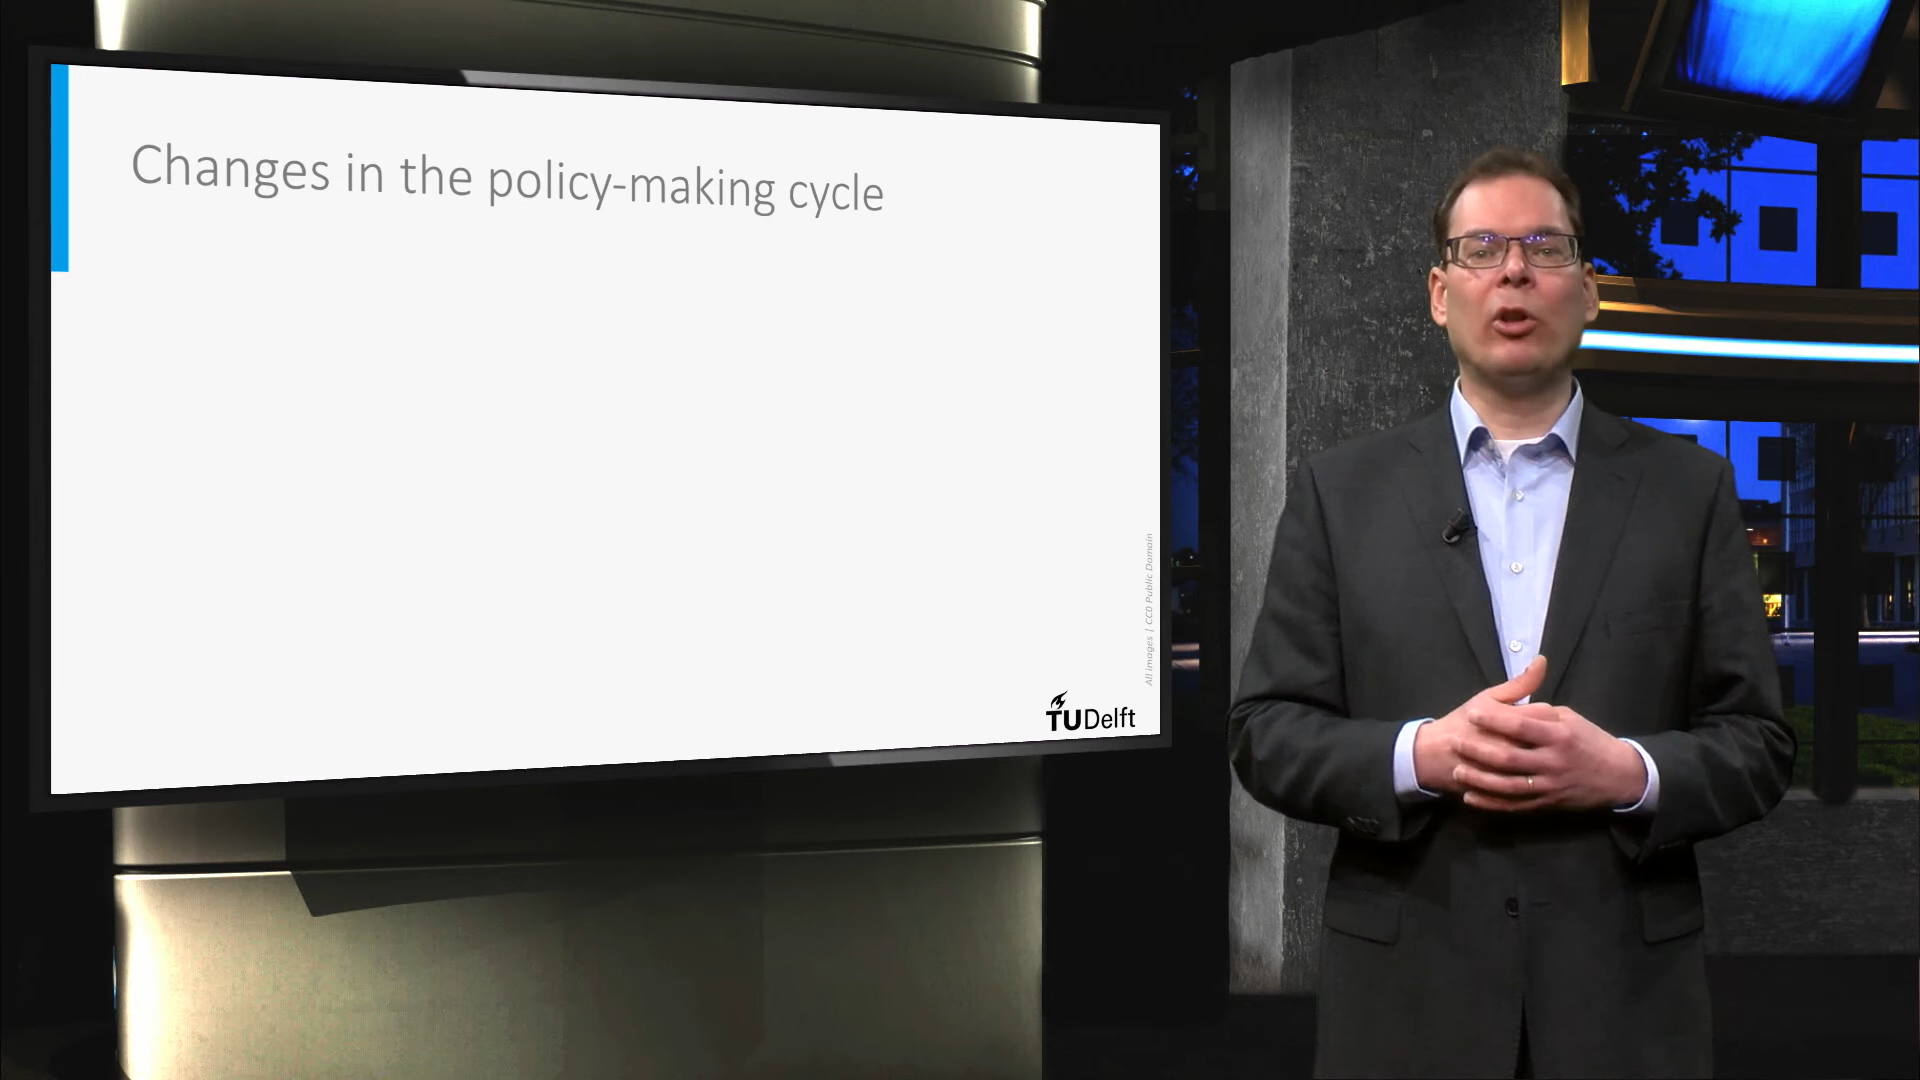 Changes in the policy-making cycle
All images | CC0 Public Domain
TUDelft